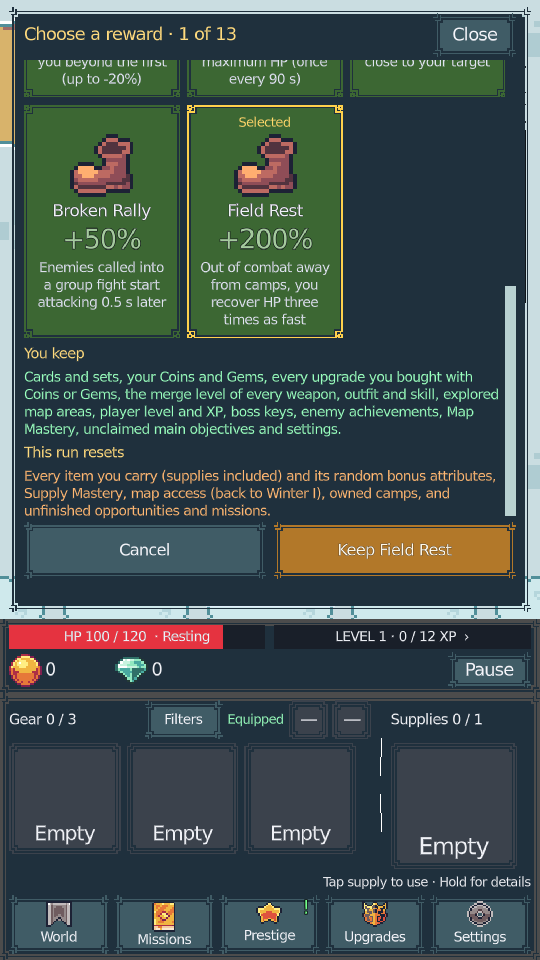 Choose a reward · 1 of 13
Close
you beyond the first
(up to -20%)
maximum HP (once
every 90 s)
close to your target
Broken Rally
+50%
Enemies called into
a group fight start
attacking 0.5 s later
Selected
Field Rest
+200%
Out of combat away
from camps, you
recover HP three
times as fast
You keep
Cards and sets, your Coins and Gems, every upgrade you bought with
Coins or Gems, the merge level of every weapon, outfit and skill, explored
map areas, player level and XP, boss keys, enemy achievements, Map
Mastery, unclaimed main objectives and settings.
This run resets
Every item you carry (supplies included) and its random bonus attributes,
Supply Mastery, map access (back to Winter I), owned camps, and
unfinished opportunities and missions.
Cancel
Keep Field Rest
HP 100 / 120 · Resting
LEVEL 1 · 0 / 12 XP ›
0
0
Pause
Gear 0 / 3
Filters
Equipped
—
—
Supplies 0 / 1
Empty
Empty
Empty
Empty
Tap supply to use · Hold for details
World
Missions
Prestige
!
Upgrades
Settings